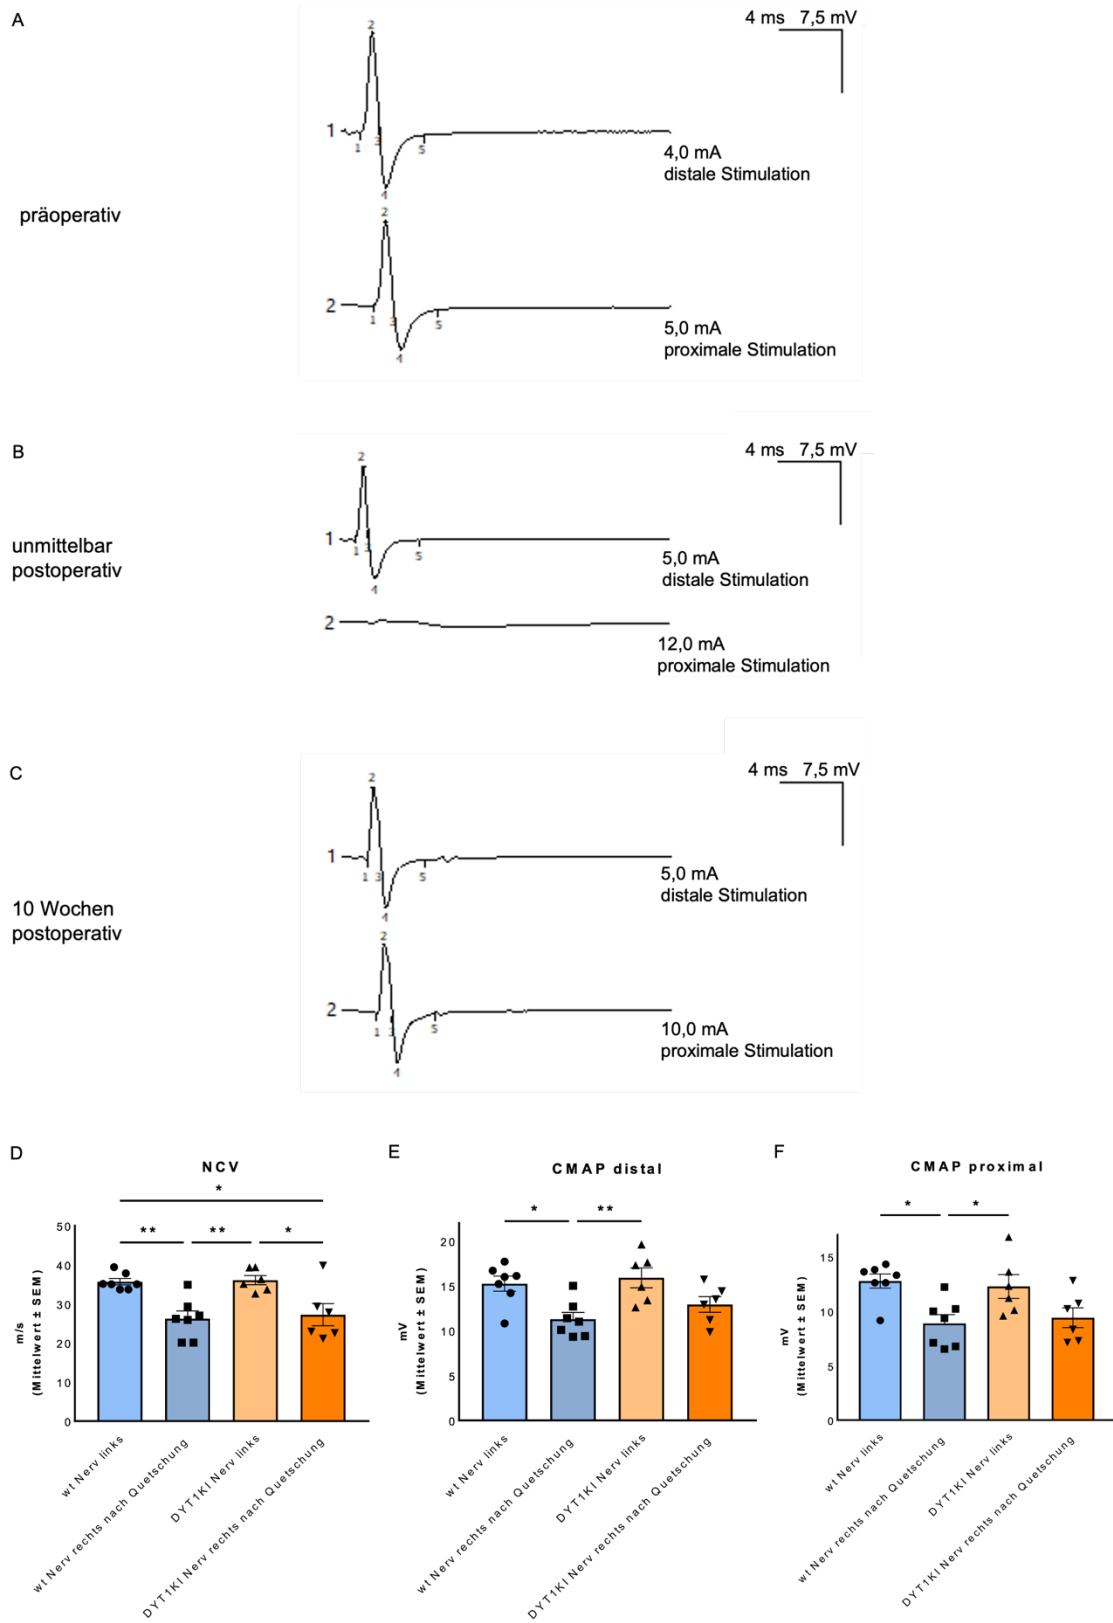 A
4 ms 7,5 mV
2
1
1
3
5
4
4,0 mA
distale Stimulation
präoperativ
2
2
1
3
5
4
5,0 mA
proximale Stimulation
B
4 ms 7,5 mV
2
1
1
3
5
4
unmittelbar
postoperativ
5,0 mA
distale Stimulation
2
12,0 mA
proximale Stimulation
C
4 ms 7,5 mV
2
1
1
3
5
4
5,0 mA
distale Stimulation
10 Wochen
postoperativ
2
2
1
3
5
4
10,0 mA
proximale Stimulation
D
NCV
*
** ** *
50
40
30
20
10
0
m/s
(Mittelwert ± SEM)
wt Nerv links
wt Nerv rechts nach Quetschung
DYT1KI Nerv links
DYT1KI Nerv rechts nach Quetschung
E
CMAP distal
* **
20
15
10
5
0
mV
(Mittelwert ± SEM)
wt Nerv links
wt Nerv rechts nach Quetschung
DYT1KI Nerv links
DYT1KI Nerv rechts nach Quetschung
F
CMAP proximal
* *
15
10
5
0
mV
(Mittelwert ± SEM)
wt Nerv links
wt Nerv rechts nach Quetschung
DYT1KI Nerv links
DYT1KI Nerv rechts nach Quetschung